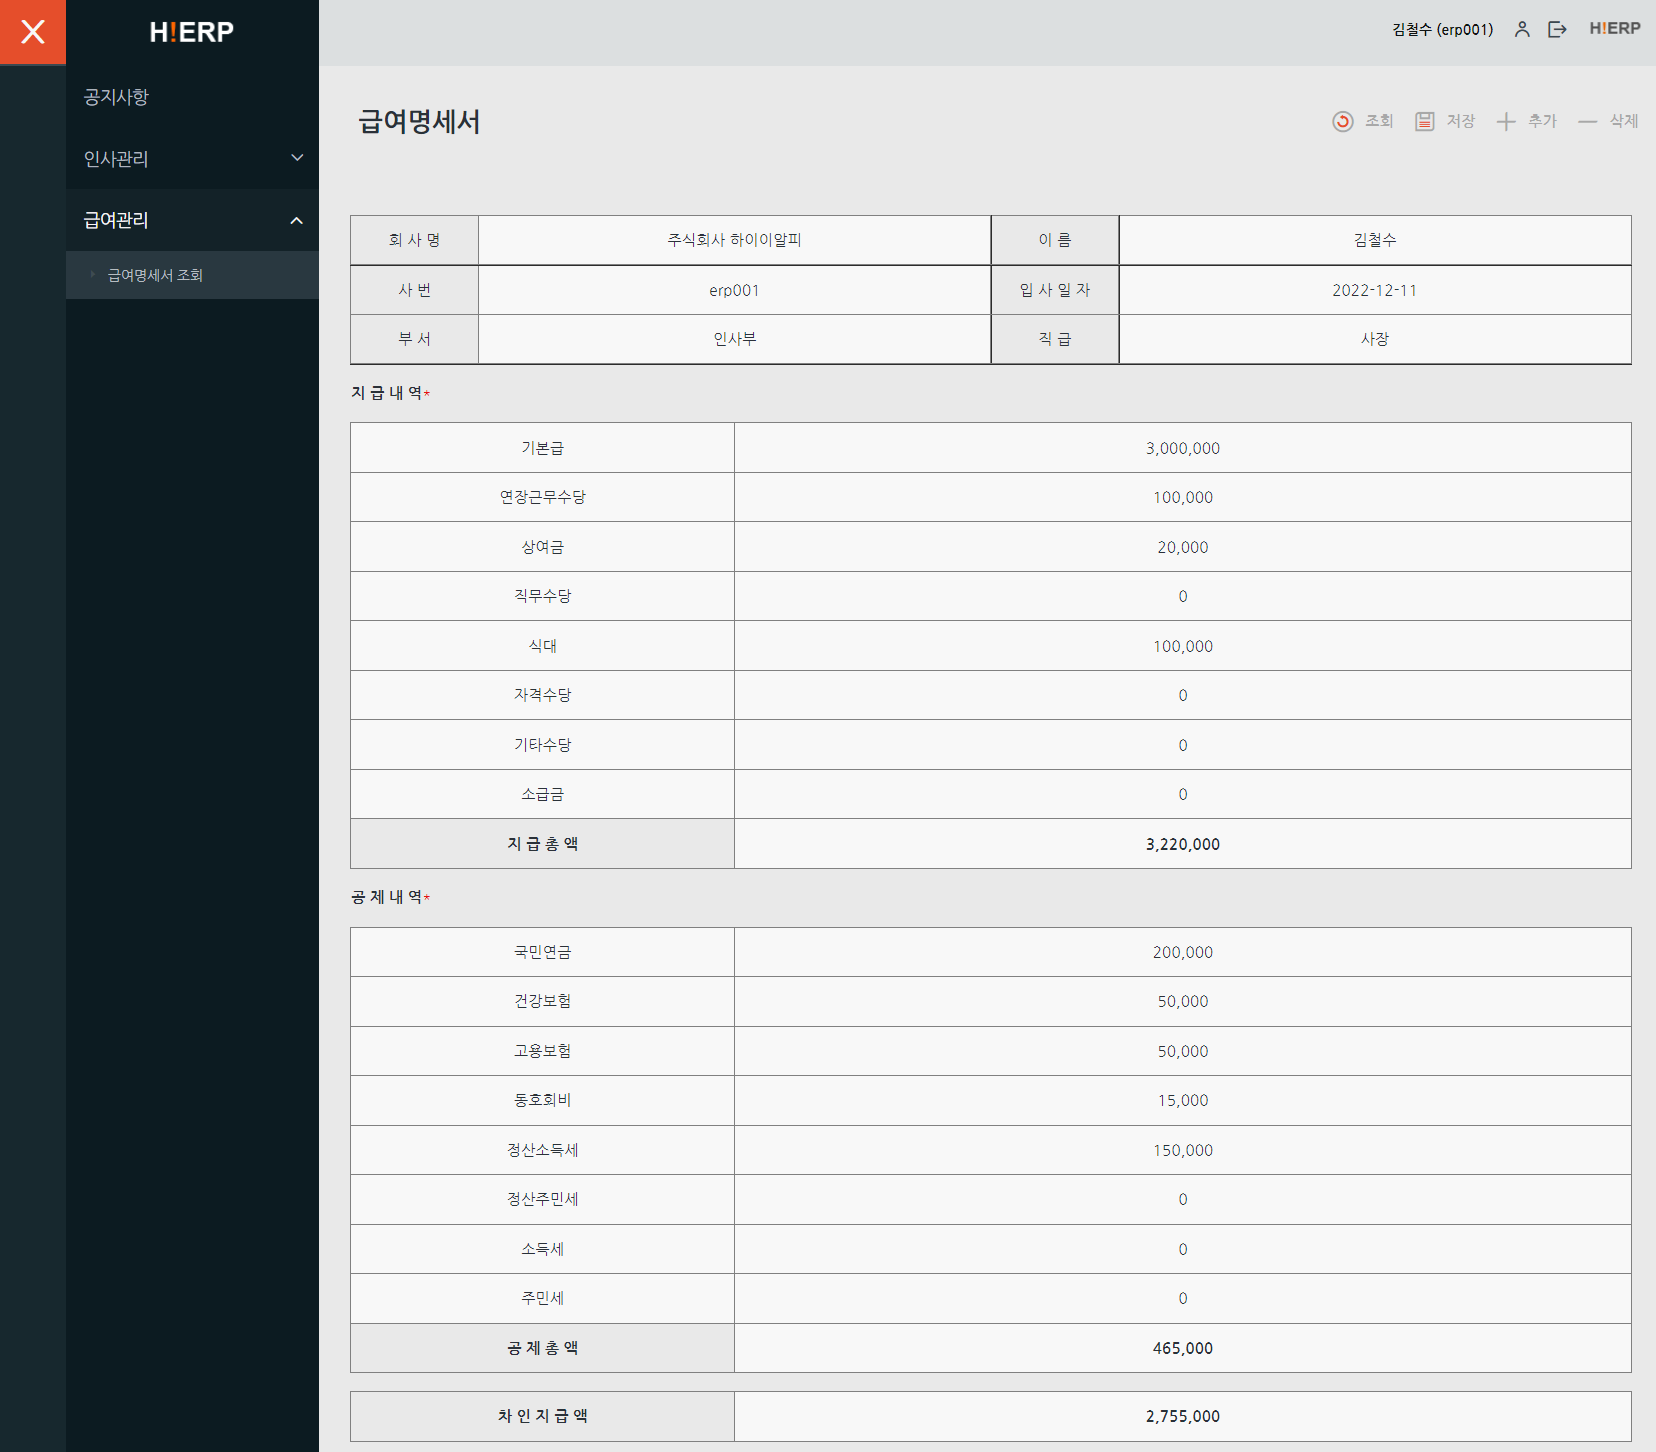 H!ERP
김철수 (erp001)
H!ERP
공지사항
인사관리
급여관리
급여명세서 조회
급여명세서
조회 저장 추가 삭제
회 사 명 주식회사 하이이알피 이 름 김철수
사 번 erp001 입 사 일 자 2022-12-11
부 서 인사부 직 급 사장
지 급 내 역*
기본급 3,000,000
연장근무수당 100,000
상여금 20,000
직무수당 0
식대 100,000
자격수당 0
기타수당 0
소급금 0
지 급 총 액 3,220,000
공 제 내 역*
국민연금 200,000
건강보험 50,000
고용보험 50,000
동호회비 15,000
정산소득세 150,000
정산주민세 0
소득세 0
주민세 0
공 제 총 액 465,000
차 인 지 급 액 2,755,000